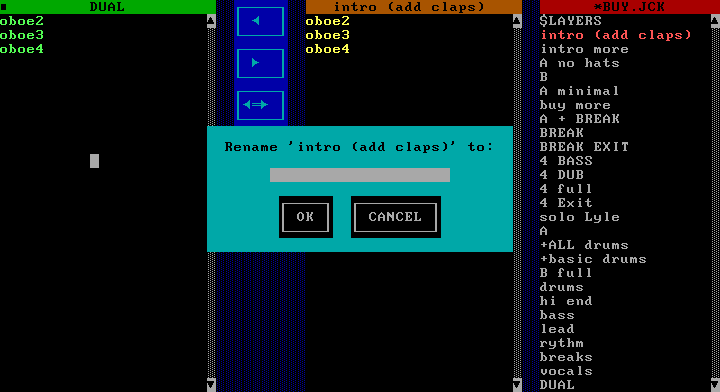 DUAL
oboe2
oboe3
oboe4
intro (add claps)
oboe2
oboe3
oboe4
Rename 'intro (add claps)' to:
OK
CANCEL
*BUY.JCK
$LAYERS
intro (add claps)
intro more
A no hats
B
A minimal
buy more
A + BREAK
BREAK
BREAK EXIT
4 BASS
4 DUB
4 full
4 Exit
solo Lyle
A
+ALL drums
+basic drums
B full
drums
hi end
bass
lead
rythm
breaks
vocals
DUAL